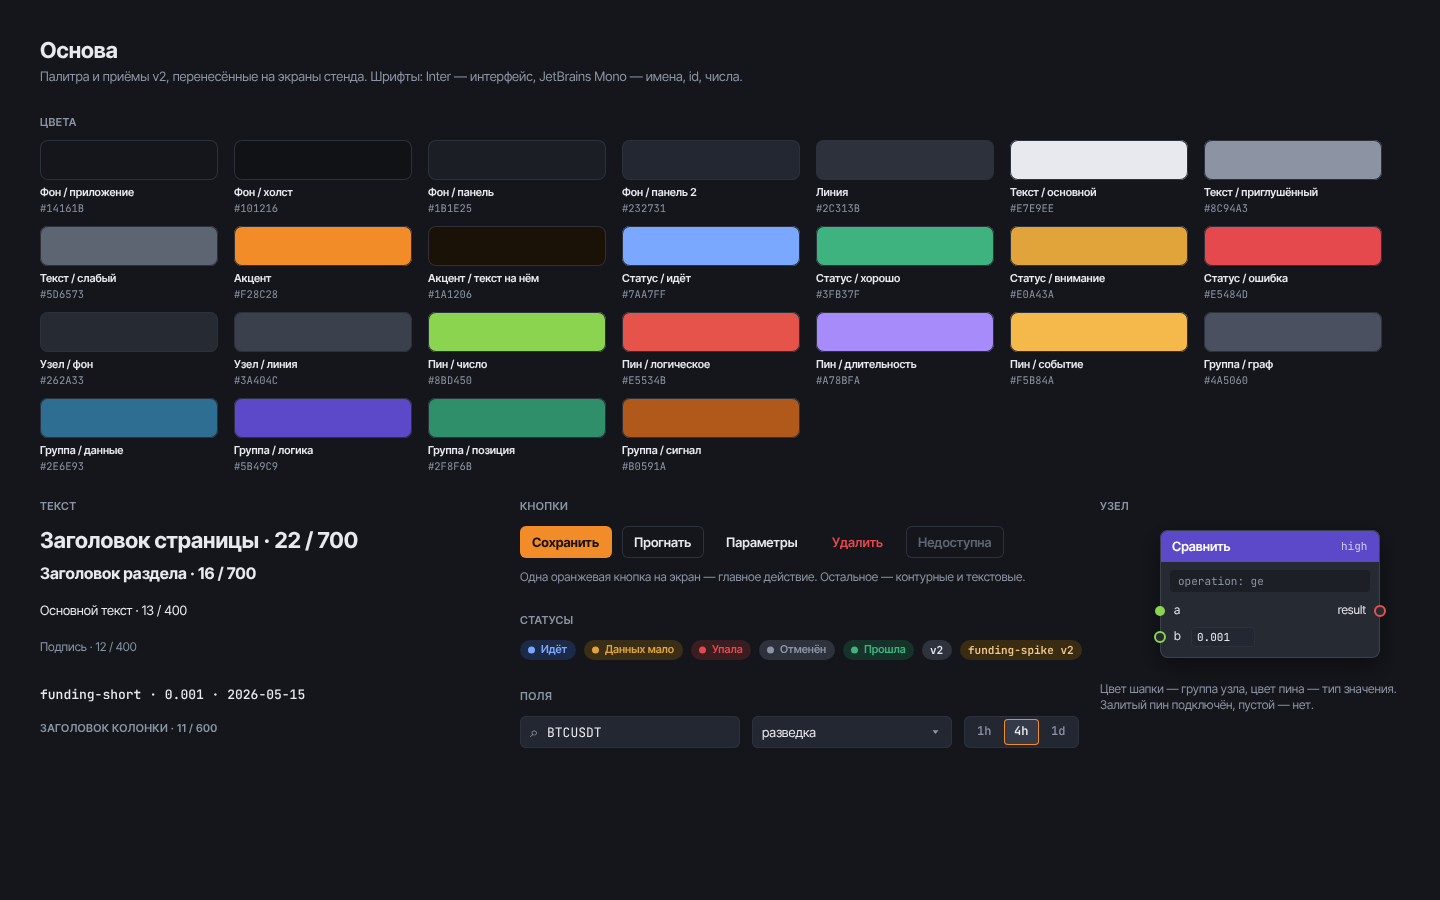 Основа
Палитра и приёмы v2, перенесённые на экраны стенда. Шрифты: Inter — интерфейс, JetBrains Mono — имена, id, числа.
ЦВЕТА
Фон / приложение
#14161B
Фон / холст
#101216
Фон / панель
#1B1E25
Фон / панель 2
#232731
Линия
#2C313B
Текст / основной
#E7E9EE
Текст / приглушённый
#8C94A3
Текст / слабый
#5D6573
Акцент
#F28C28
Акцент / текст на нём
#1A1206
Статус / идёт
#7AA7FF
Статус / хорошо
#3FB37F
Статус / внимание
#E0A43A
Статус / ошибка
#E5484D
Узел / фон
#262A33
Узел / линия
#3A404C
Пин / число
#8BD450
Пин / логическое
#E5534B
Пин / длительность
#A78BFA
Пин / событие
#F5B84A
Группа / граф
#4A5060
Группа / данные
#2E6E93
Группа / логика
#5B49C9
Группа / позиция
#2F8F6B
Группа / сигнал
#B0591A
ТЕКСТ
Заголовок страницы · 22 / 700
Заголовок раздела · 16 / 700
Основной текст · 13 / 400
Подпись · 12 / 400
funding-short · 0.001 · 2026-05-15
ЗАГОЛОВОК КОЛОНКИ · 11 / 600
КНОПКИ
Сохранить Прогнать Параметры Удалить Недоступна
Одна оранжевая кнопка на экран — главное действие. Остальное — контурные и текстовые.
СТАТУСЫ
Идёт Данных мало Упала Отменён Прошла v2 funding-spike v2
ПОЛЯ
BTCUSDT разведка 1h 4h 1d
УЗЕЛ
Сравнить high
operation: ge
a result
b 0.001
Цвет шапки — группа узла, цвет пина — тип значения.
Залитый пин подключён, пустой — нет.